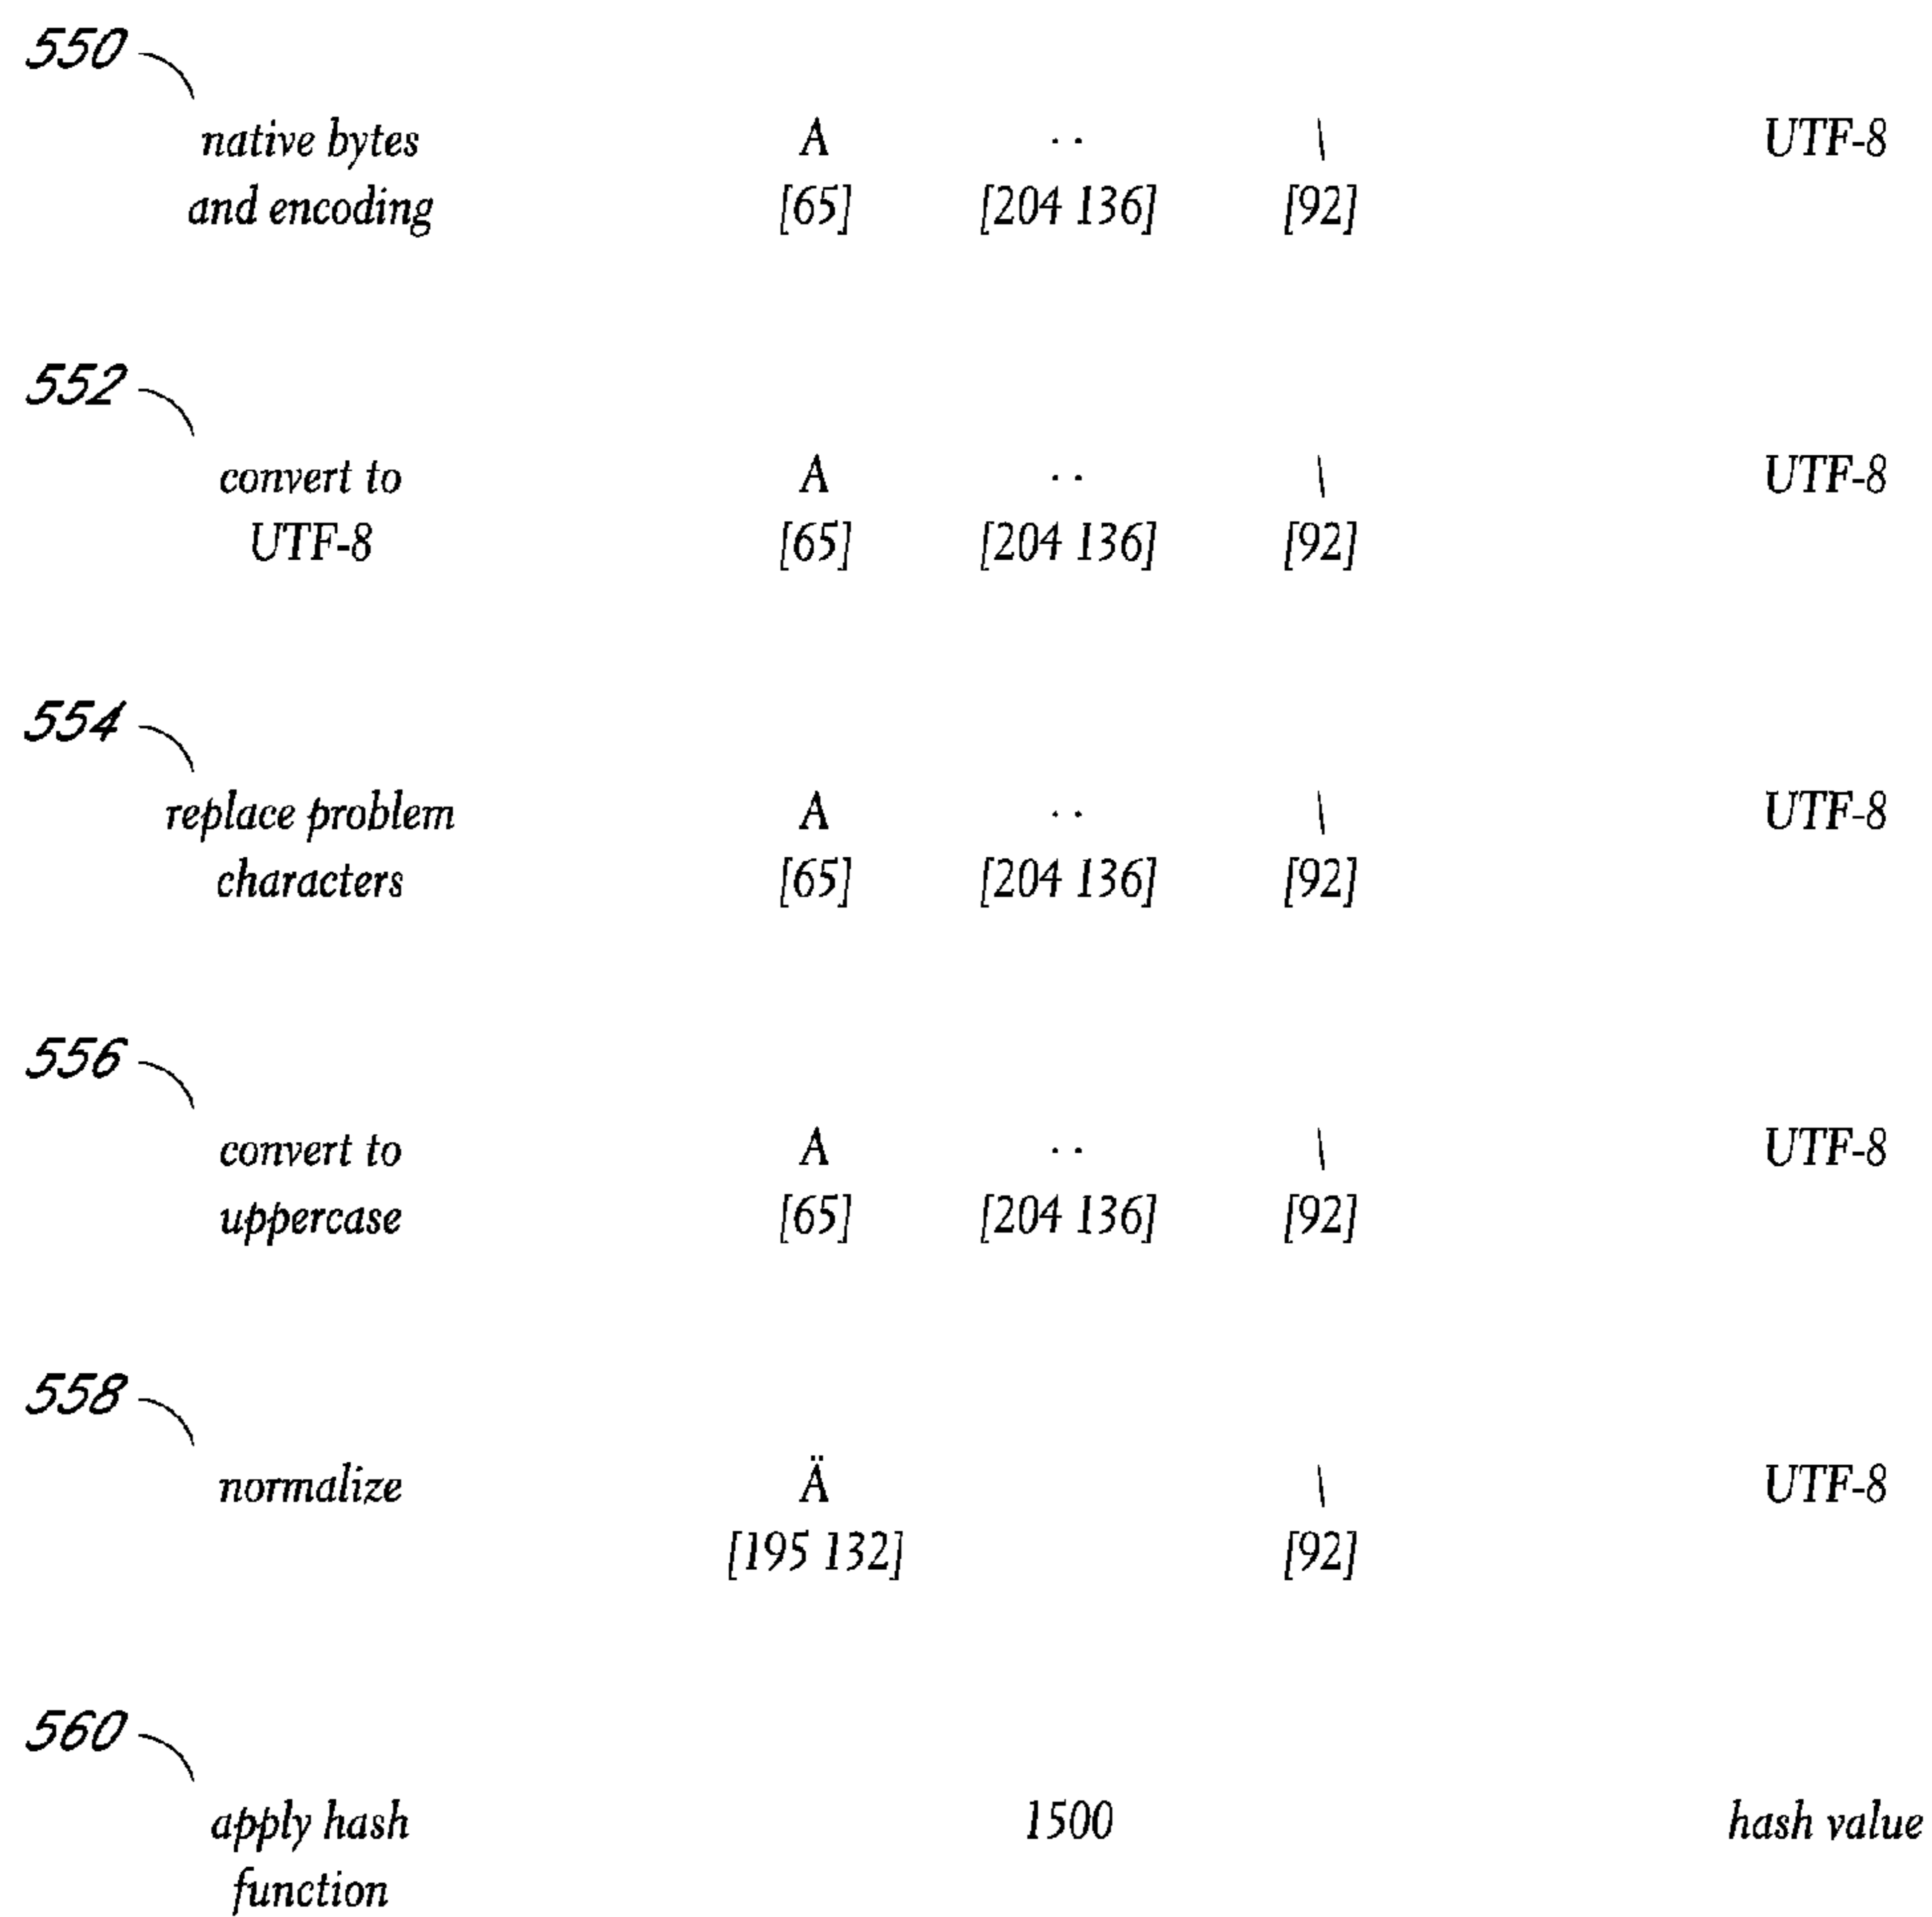 550
native bytes A ·· \ UTF-8
and encoding [65] [204 136] [92]
552
convert to A ·· \ UTF-8
UTF-8 [65] [204 136] [92]
554
replace problem A ·· \ UTF-8
characters [65] [204 136] [92]
556
convert to A ·· \ UTF-8
uppercase [65] [204 136] [92]
558
normalize Ä \ UTF-8
[195 132] [92]
560
apply hash 1500 hash value
function